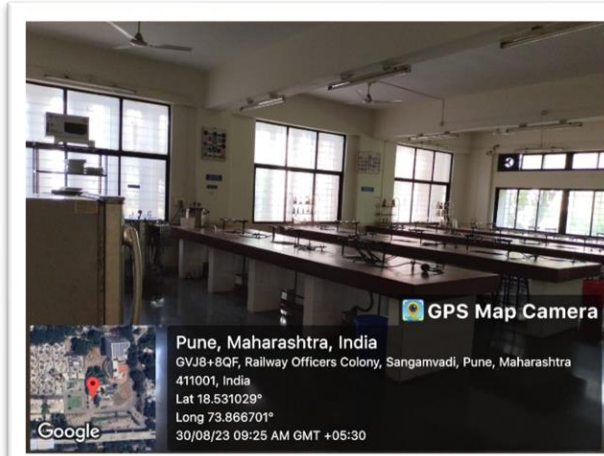 GPS Map Camera
Pune, Maharashtra, India
GVJ8+8QF, Railway Officers Colony, Sangamvadi, Pune, Maharashtra
411001, India
Lat 18.531029°
Long 73.866701°
30/08/23 09:25 AM GMT +05:30
Google